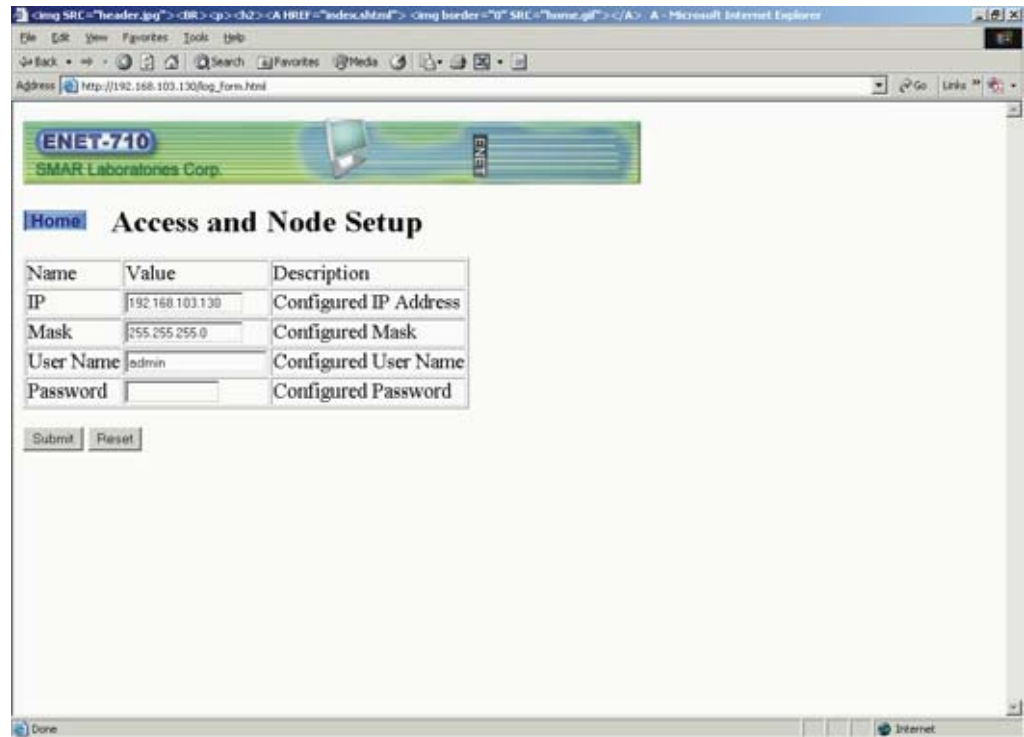 <img SRC="header.jpg"><BR><p><h2><A HREF="index.shtml"> <img border="0" SRC="home.gif"></A> A - Microsoft Internet Explorer
File Edit View Favorites Tools Help
Back Search Favorites Media
Address http://192.168.103.130/log_form.html Go Links »
ENET-710
SMAR Laboratories Corp.
ENET
Home Access and Node Setup
Name Value Description
IP 192.168.103.130 Configured IP Address
Mask 255.255.255.0 Configured Mask
User Name admin Configured User Name
Password Configured Password
Submit Reset
Done Internet